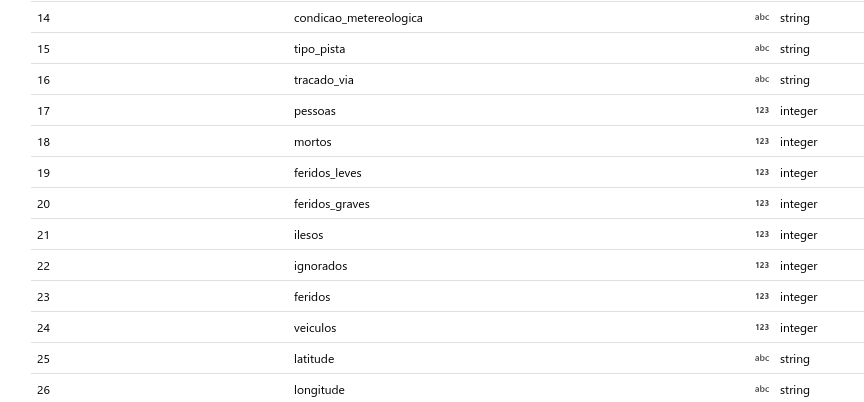 14 condicao_metereologica abc string
15 tipo_pista abc string
16 tracado_via abc string
17 pessoas 123 integer
18 mortos 123 integer
19 feridos_leves 123 integer
20 feridos_graves 123 integer
21 ilesos 123 integer
22 ignorados 123 integer
23 feridos 123 integer
24 veiculos 123 integer
25 latitude abc string
26 longitude abc string